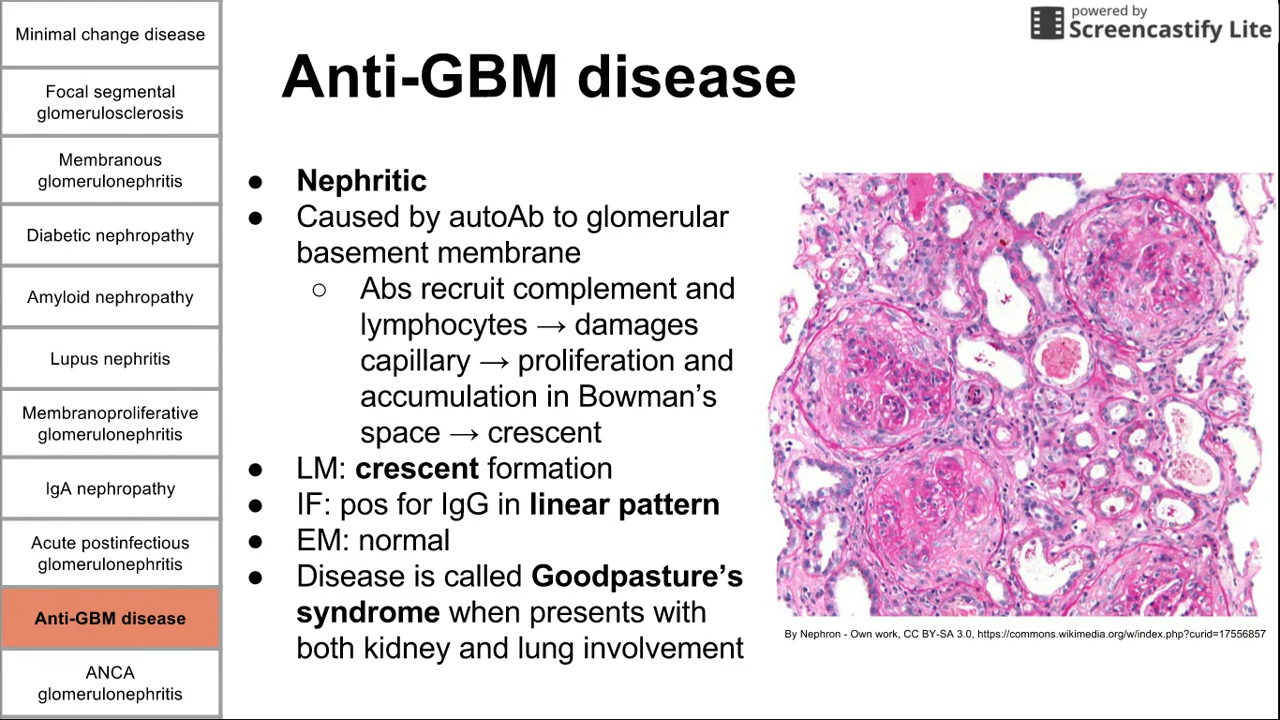 powered by
Screencastify Lite
Minimal change disease
Focal segmental
glomerulosclerosis
Membranous
glomerulonephritis
Diabetic nephropathy
Amyloid nephropathy
Lupus nephritis
Membranoproliferative
glomerulonephritis
IgA nephropathy
Acute postinfectious
glomerulonephritis
Anti-GBM disease
ANCA
glomerulonephritis
Anti-GBM disease
● Nephritic
● Caused by autoAb to glomerular
basement membrane
○ Abs recruit complement and
lymphocytes → damages
capillary → proliferation and
accumulation in Bowman’s
space → crescent
● LM: crescent formation
● IF: pos for IgG in linear pattern
● EM: normal
● Disease is called Goodpasture’s
syndrome when presents with
both kidney and lung involvement
By Nephron - Own work, CC BY-SA 3.0, https://commons.wikimedia.org/w/index.php?curid=17556857